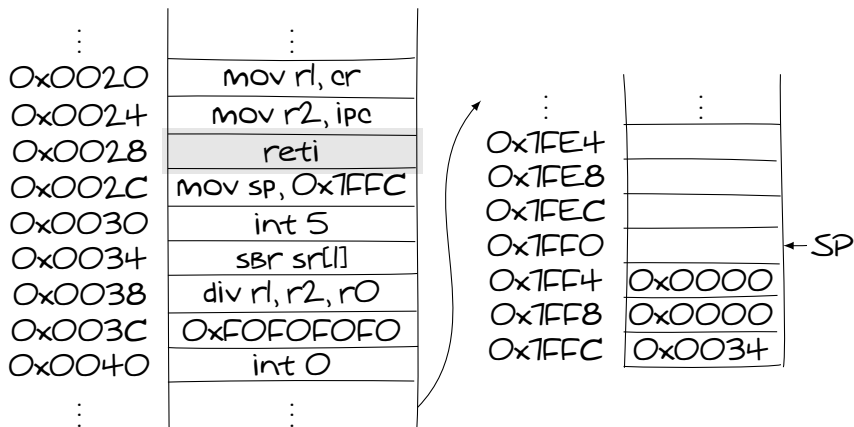 ⋮ ⋮
0x0020 mov r1, cr
0x0024 mov r2, ipc
0x0028 reti
0x002C mov sp, 0x7FFC
0x0030 int 5
0x0034 SBr sr[1]
0x0038 div r1, r2, r0
0x003C 0xF0F0F0F0
0x0040 int 0
⋮ ⋮
⋮ ⋮
0x7FE4
0x7FE8
0x7FEC
0x7FF0 SP
0x7FF4 0x0000
0x7FF8 0x0000
0x7FFC 0x0034